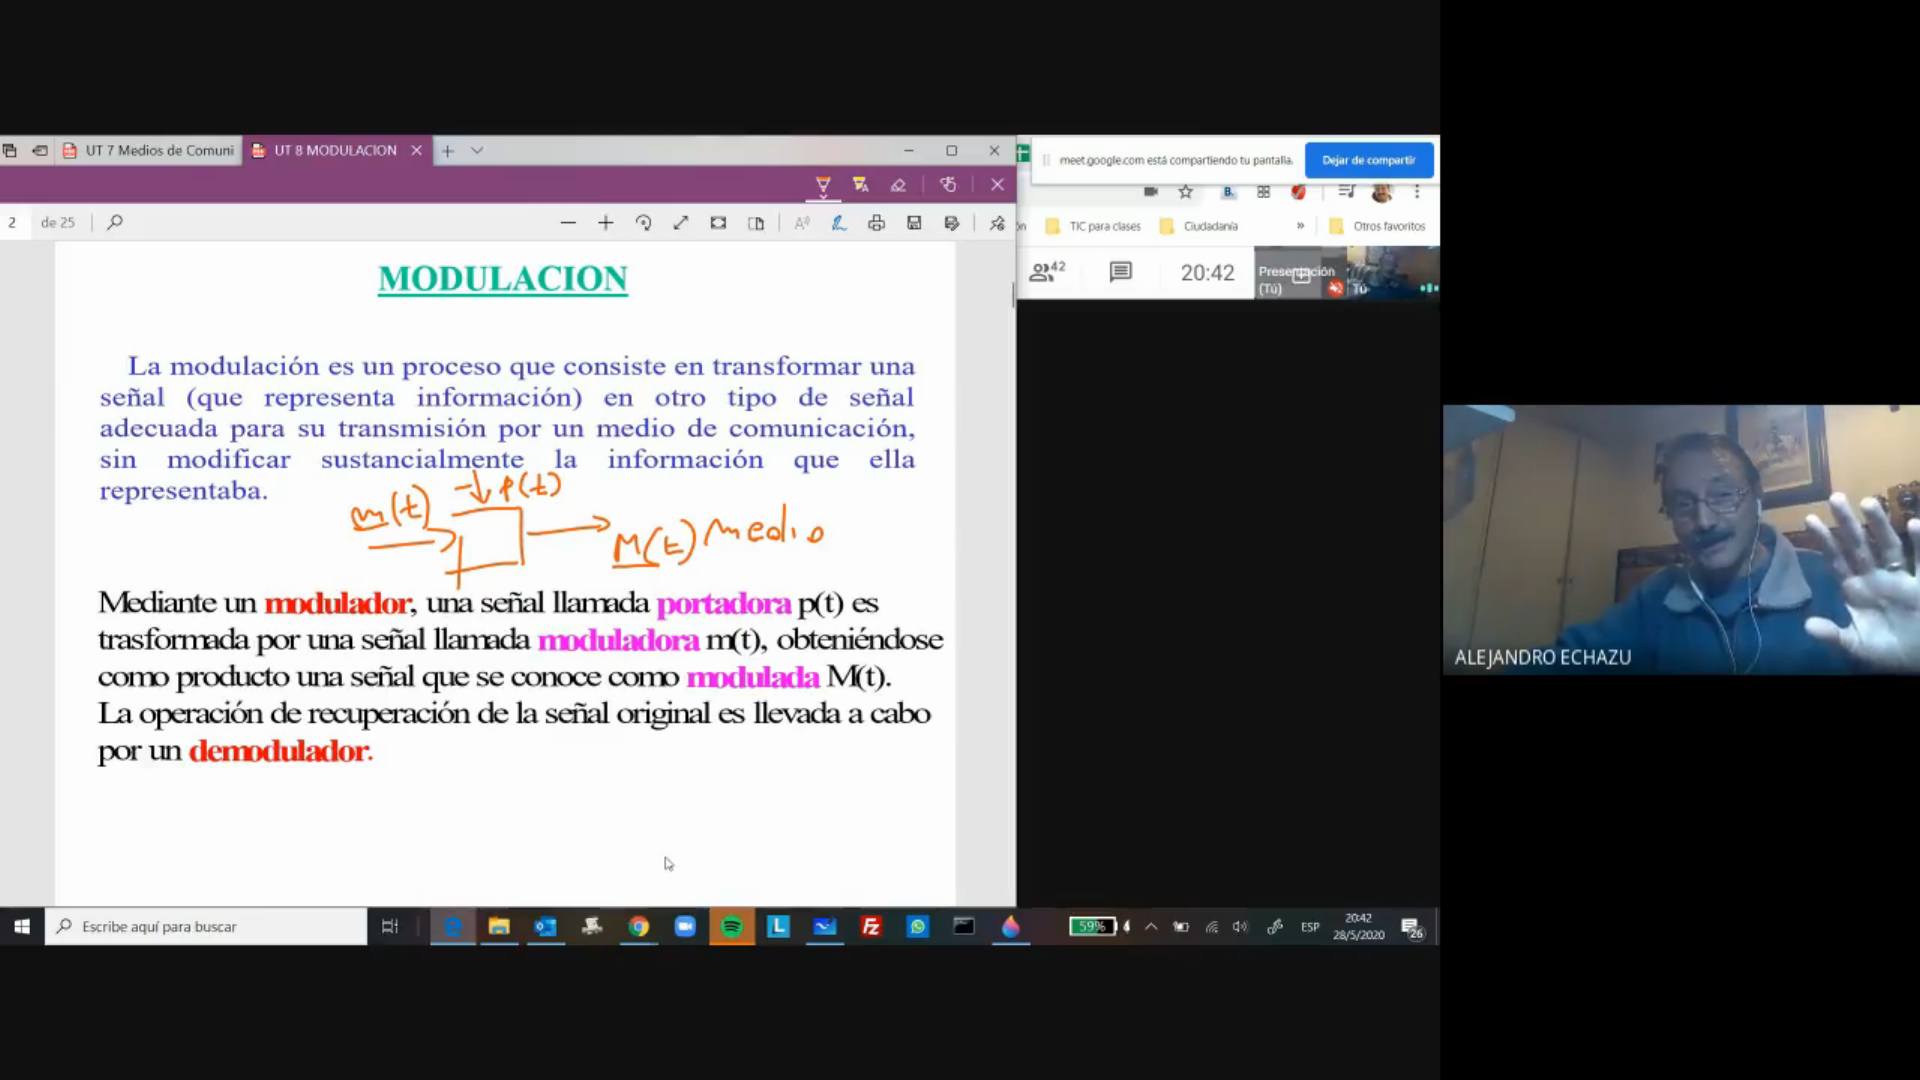 UT 7 Medios de Comuni
UT 8 MODULACION
meet.google.com está compartiendo tu pantalla.
Dejar de compartir
2 de 25
TIC para clases
Ciudadanía
»
Otros favoritos
42
20:42
Presentación
(Tú)
Tú
MODULACION
La modulación es un proceso que consiste en transformar una
señal (que representa información) en otro tipo de señal
adecuada para su transmisión por un medio de comunicación,
sin modificar sustancialmente la información que ella
representaba.
m(t)
p(t)
M(t) medio
Mediante un modulador, una señal llamada portadora p(t) es
trasformada por una señal llamada moduladora m(t), obteniéndose
como producto una señal que se conoce como modulada M(t).
La operación de recuperación de la señal original es llevada a cabo
por un demodulador.
ALEJANDRO ECHAZU
Escribe aquí para buscar
59%
ESP
20:42
28/5/2020
26